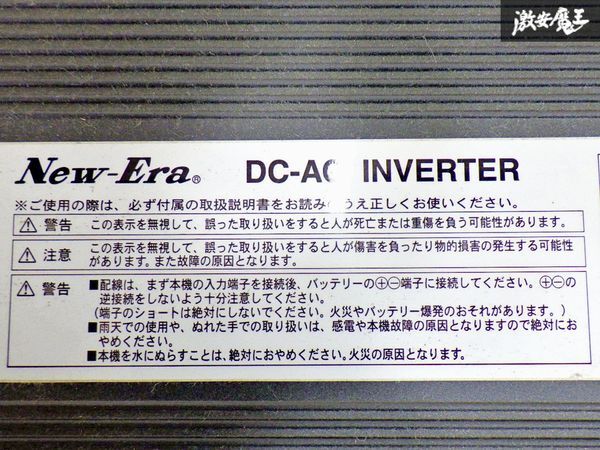 激安魔王
New-Era® DC-AC INVERTER
※ご使用の際は、必ず付属の取扱説明書をお読みのうえ正しくお使いください。
⚠ 警告 この表示を無視して、誤った取り扱いをすると人が死亡または重傷を負う可能性があります。
⚠ 注意 この表示を無視して、誤った取り扱いをすると人が傷害を負ったり物的損害の発生する可能性
があります。また故障の原因となります。
⚠ 警告 ■配線は、まず本機の入力端子を接続後、バッテリーの⊕⊖端子に接続してください。⊕⊖の
逆接続をしないよう十分注意してください。
(端子のショートは絶対にしないでください。火災やバッテリー爆発のおそれがあります。)
■雨天での使用や、ぬれた手での取り扱いは、感電や本機故障の原因となりますので絶対にお
やめください。
■本機を水にぬらすことは、絶対におやめください。火災の原因となります。